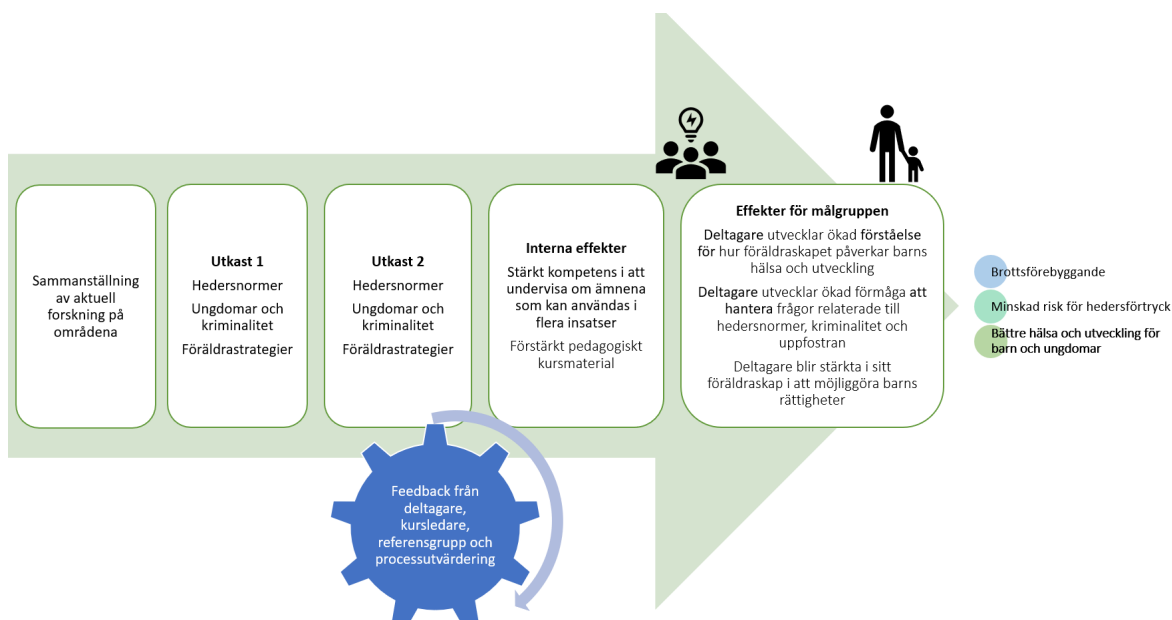 Sammanställning
av aktuell
forskning på
områdena
Utkast 1
Hedersnormer
Ungdomar och
kriminalitet
Föräldrastrategier
Utkast 2
Hedersnormer
Ungdomar och
kriminalitet
Föräldrastrategier
Interna effekter
Stärkt kompetens i att
undervisa om ämnena
som kan användas i
flera insatser
Förstärkt pedagogiskt
kursmaterial
Effekter för målgruppen
Deltagare utvecklar ökad förståelse
för hur föräldraskapet påverkar barns
hälsa och utveckling
Deltagare utvecklar ökad förmåga att
hantera frågor relaterade till
hedersnormer, kriminalitet och
uppfostran
Deltagare blir stärkta i sitt
föräldraskap i att möjliggöra barns
rättigheter
Brottsförebyggande
Minskad risk för hedersförtryck
Bättre hälsa och utveckling för
barn och ungdomar
Feedback från
deltagare,
kursledare,
referensgrupp och
processutvärdering